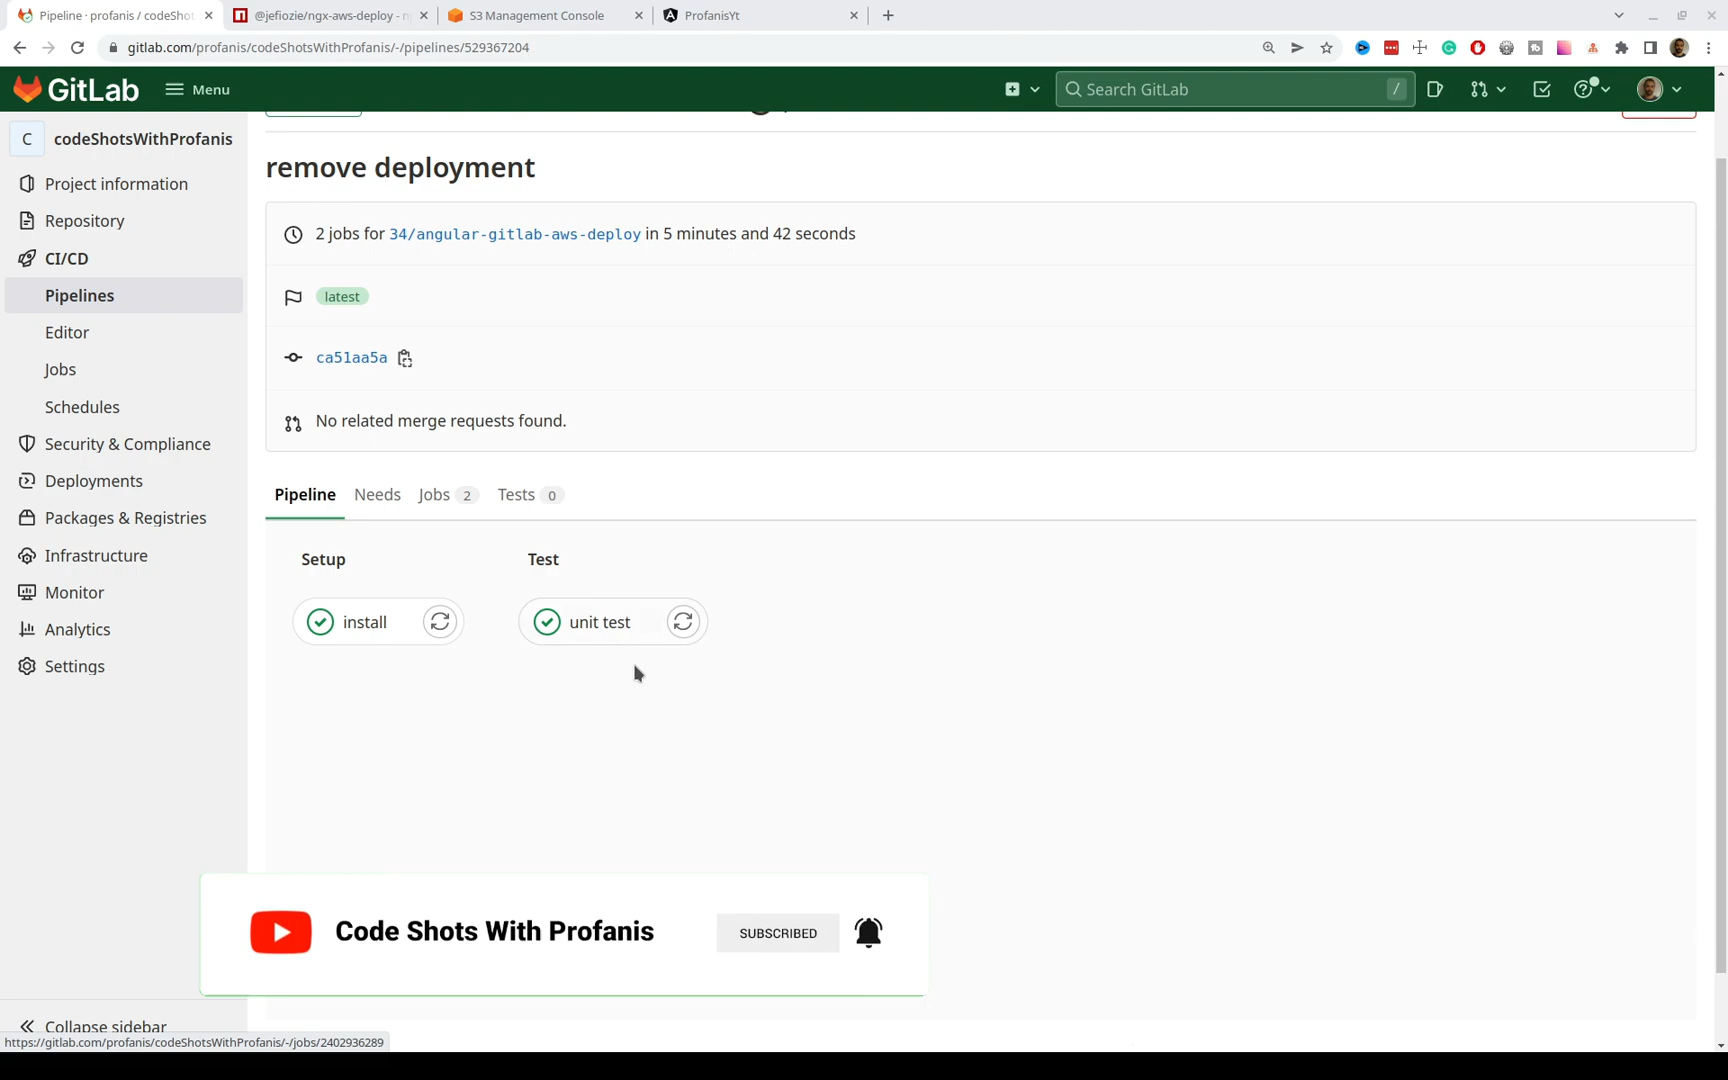 Pipeline · profanis / codeShot
@jefiozie/ngx-aws-deploy - n
S3 Management Console
ProfanisYt
gitlab.com/profanis/codeShotsWithProfanis/-/pipelines/529367204
GitLab
Menu
Search GitLab
/
C
codeShotsWithProfanis
Project information
Repository
CI/CD
Pipelines
Editor
Jobs
Schedules
Security & Compliance
Deployments
Packages & Registries
Infrastructure
Monitor
Analytics
Settings
Collapse sidebar
remove deployment
2 jobs for 34/angular-gitlab-aws-deploy in 5 minutes and 42 seconds
latest
ca51aa5a
No related merge requests found.
Pipeline
Needs
Jobs 2
Tests 0
Setup
Test
install
unit test
Code Shots With Profanis
SUBSCRIBED
https://gitlab.com/profanis/codeShotsWithProfanis/-/jobs/2402936289